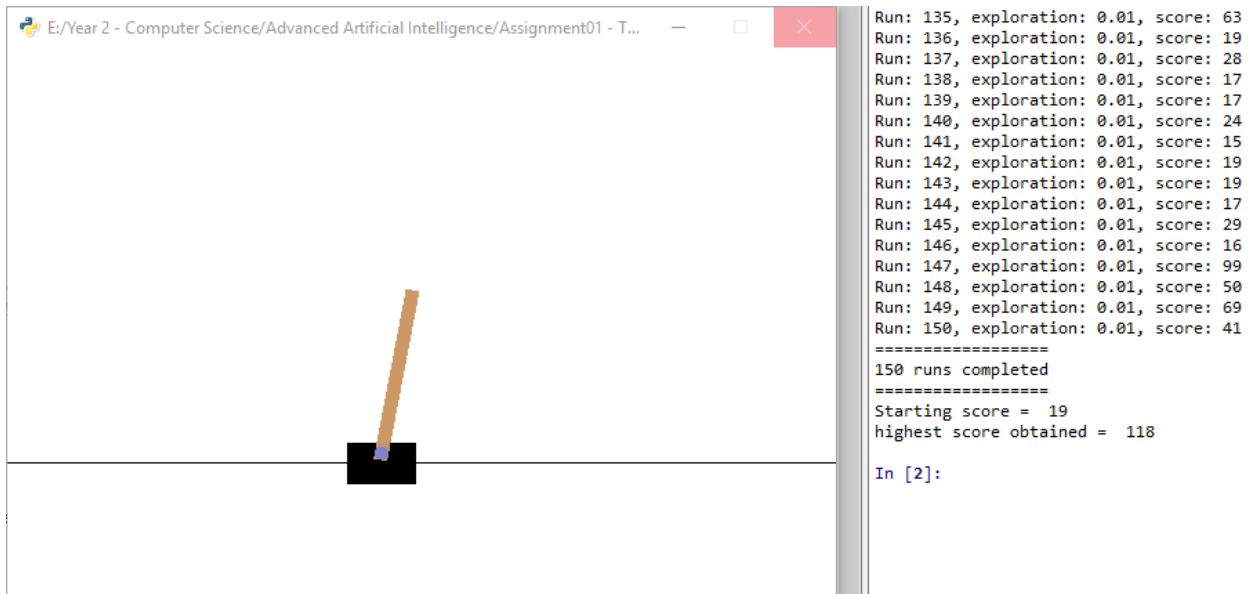 E:/Year 2 - Computer Science/Advanced Artificial Intelligence/Assignment01 - T...
Run: 135, exploration: 0.01, score: 63
Run: 136, exploration: 0.01, score: 19
Run: 137, exploration: 0.01, score: 28
Run: 138, exploration: 0.01, score: 17
Run: 139, exploration: 0.01, score: 17
Run: 140, exploration: 0.01, score: 24
Run: 141, exploration: 0.01, score: 15
Run: 142, exploration: 0.01, score: 19
Run: 143, exploration: 0.01, score: 19
Run: 144, exploration: 0.01, score: 17
Run: 145, exploration: 0.01, score: 29
Run: 146, exploration: 0.01, score: 16
Run: 147, exploration: 0.01, score: 99
Run: 148, exploration: 0.01, score: 50
Run: 149, exploration: 0.01, score: 69
Run: 150, exploration: 0.01, score: 41
==================
150 runs completed
==================
Starting score =  19
highest score obtained =  118
In [2]: